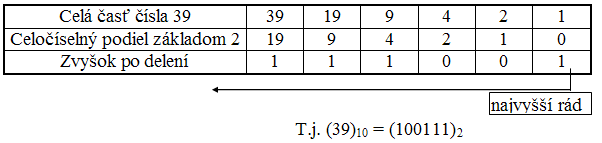 Celá časť čísla 39 39 19 9 4 2 1
Celočíselný podiel základom 2 19 9 4 2 1 0
Zvyšok po delení 1 1 1 0 0 1
najvyšší rád
T.j. (39)10 = (100111)2